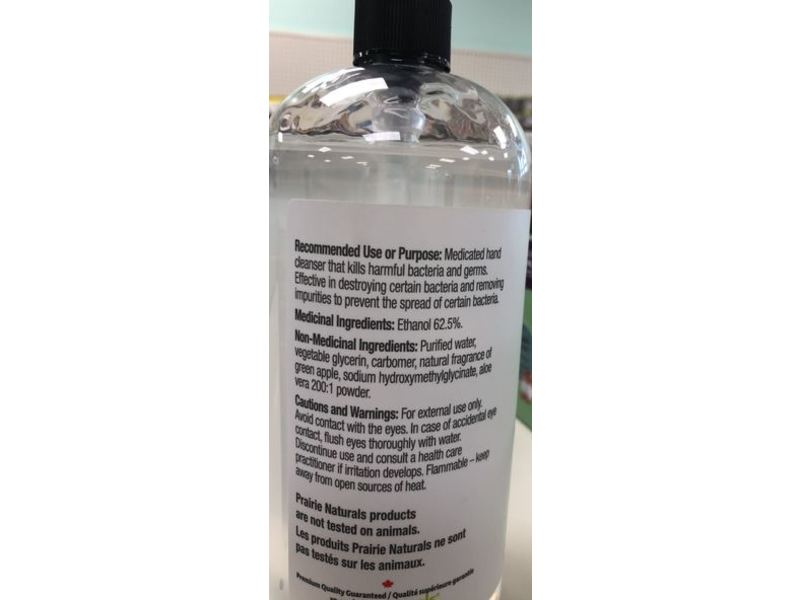 Recommended Use or Purpose: Medicated hand
cleanser that kills harmful bacteria and germs.
Effective in destroying certain bacteria and removing
impurities to prevent the spread of certain bacteria.
Medicinal Ingredients: Ethanol 62.5%.
Non-Medicinal Ingredients: Purified water,
vegetable glycerin, carbomer, natural fragrance of
green apple, sodium hydroxymethylglycinate, aloe
vera 200:1 powder.
Cautions and Warnings: For external use only.
Avoid contact with the eyes. In case of accidental eye
contact, flush eyes thoroughly with water.
Discontinue use and consult a health care
practitioner if irritation develops. Flammable – keep
away from open sources of heat.
Prairie Naturals products
are not tested on animals.
Les produits Prairie Naturals ne sont
pas testés sur les animaux.
Premium Quality Guaranteed / Qualité supérieure garantie